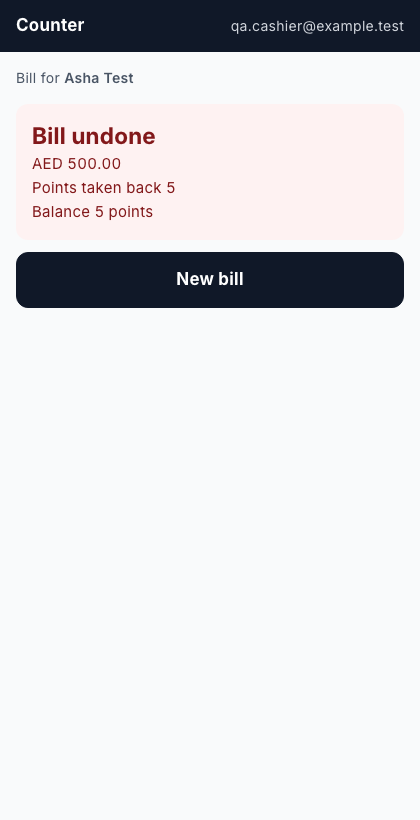 Counter
qa.cashier@example.test
Bill for Asha Test
Bill undone
AED 500.00
Points taken back 5
Balance 5 points
New bill